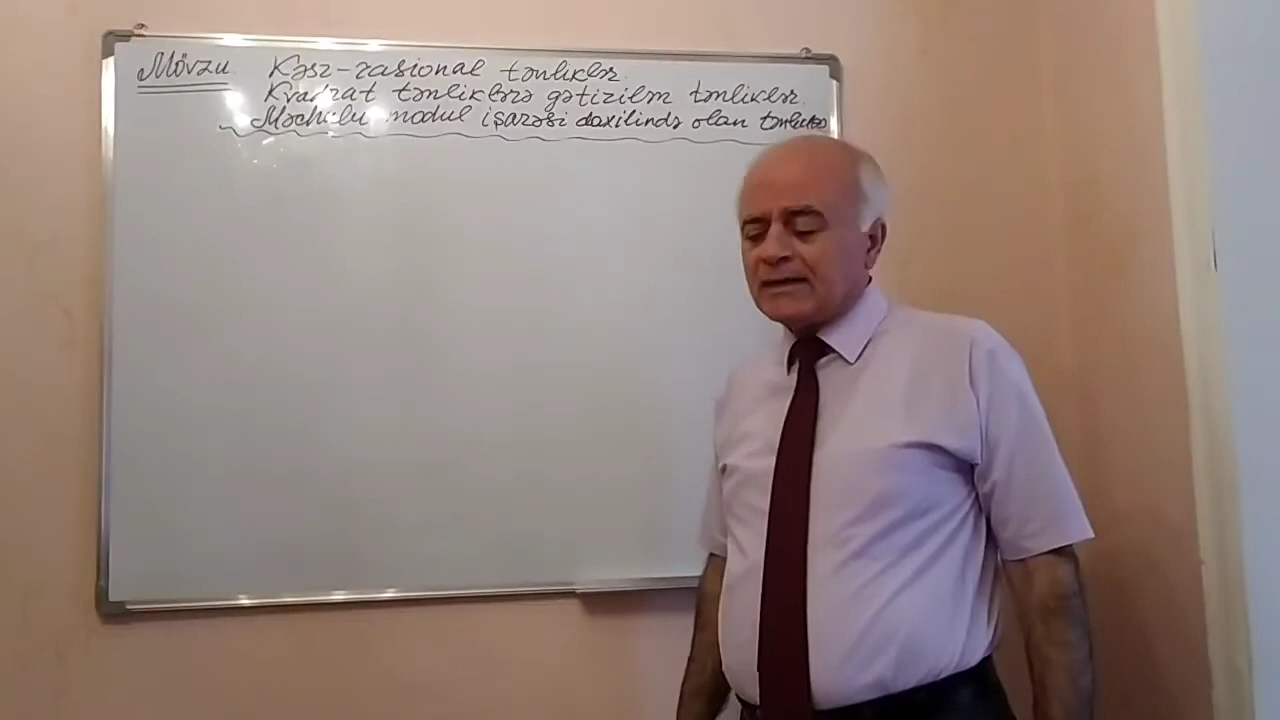 Mövzu Kəsr-rasional tənliklər.
Kvadrat tənliklərə gətirilən tənliklər.
Məchulu modul işarəsi daxilində olan tənliklər